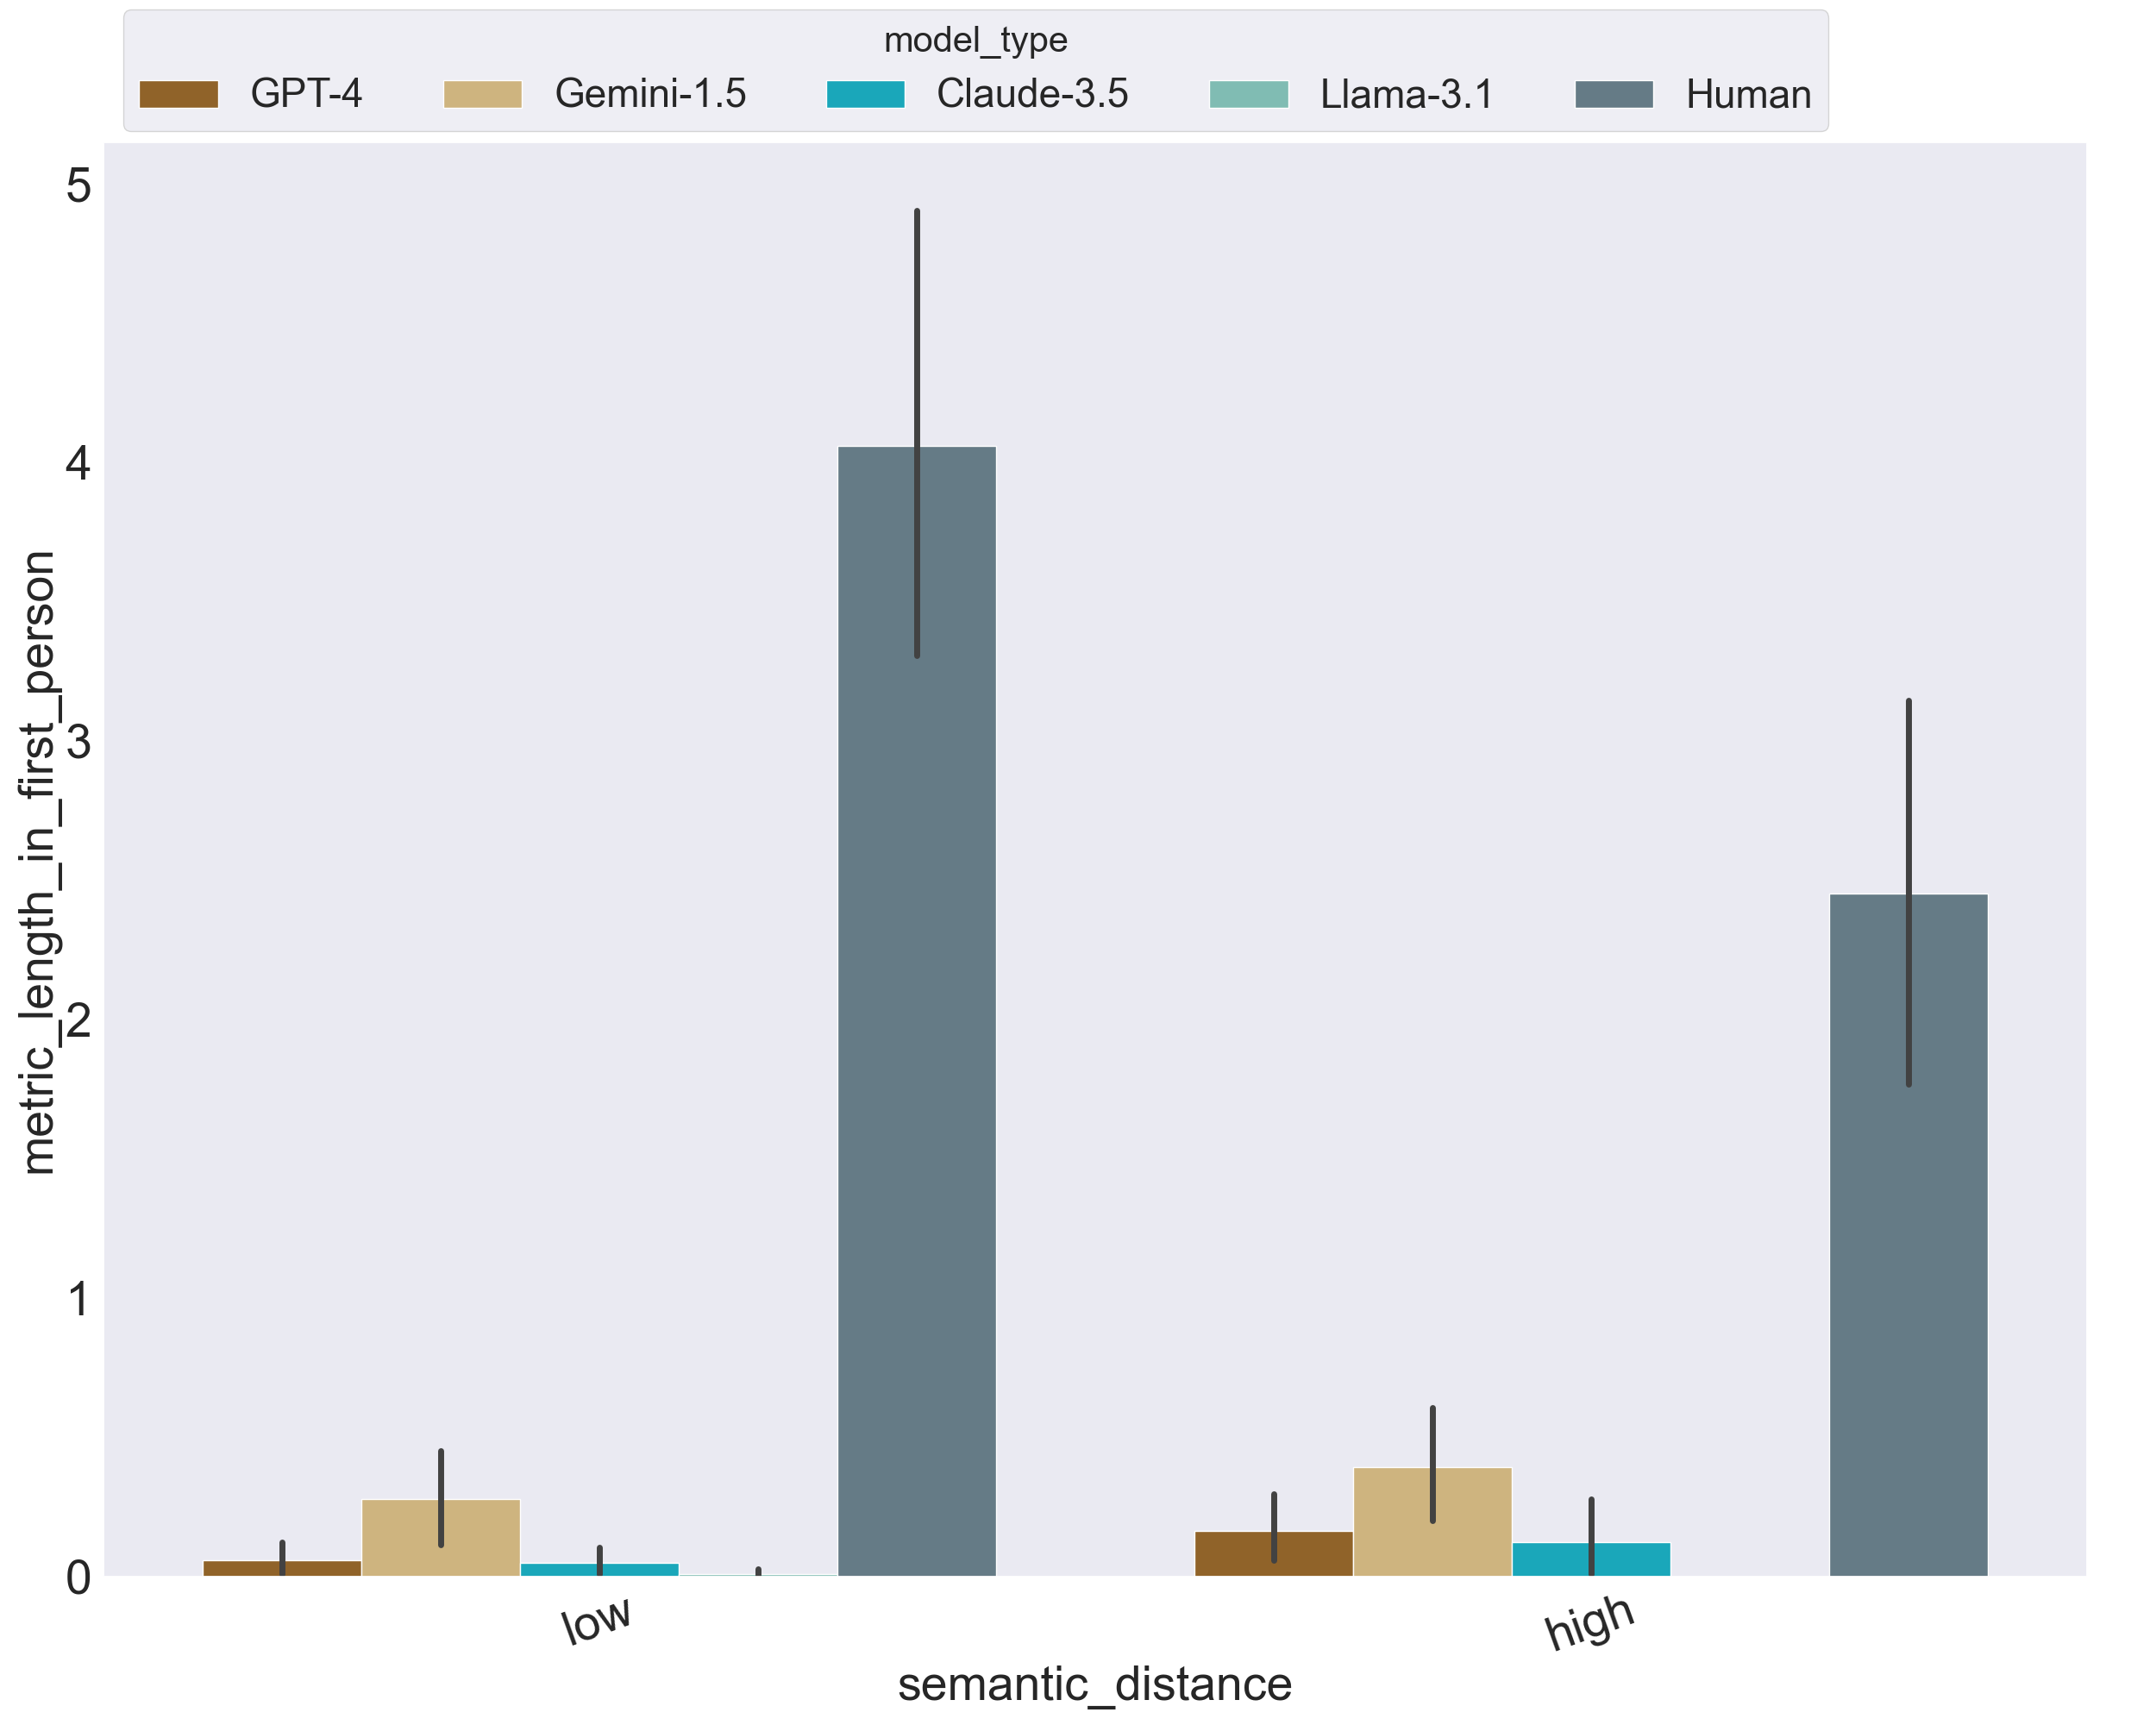 model_type
GPT-4 Gemini-1.5 Claude-3.5 Llama-3.1 Human
metric_length_in_first_person
5
4
3
2
1
0
low high
semantic_distance